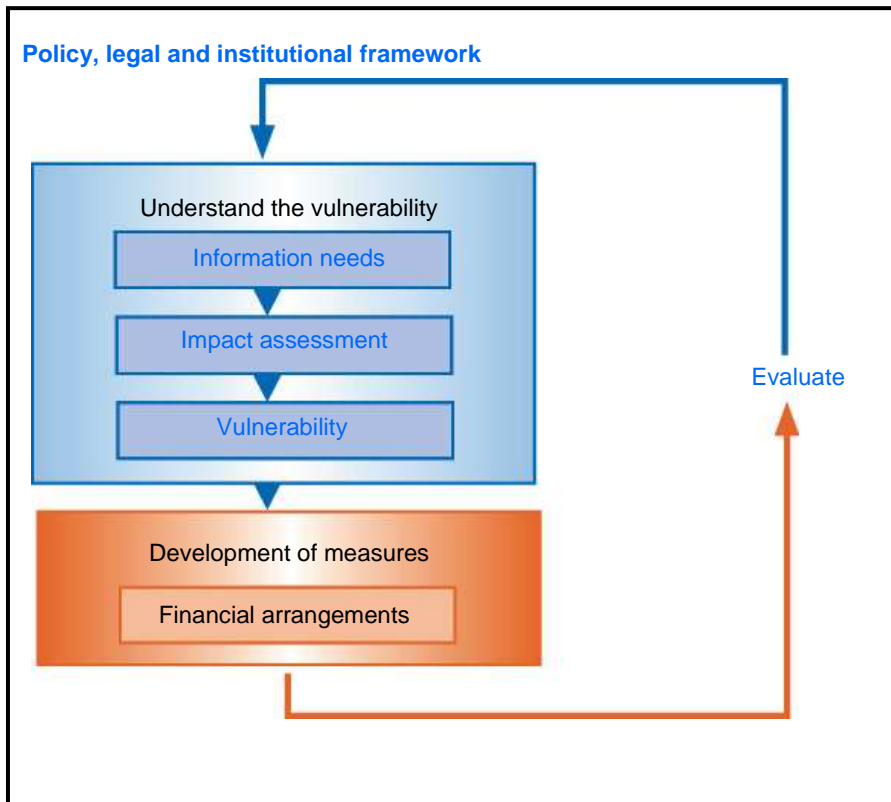 Policy, legal and institutional framework
Understand the vulnerability
Information needs
Impact assessment
Vulnerability
Evaluate
Development of measures
Financial arrangements